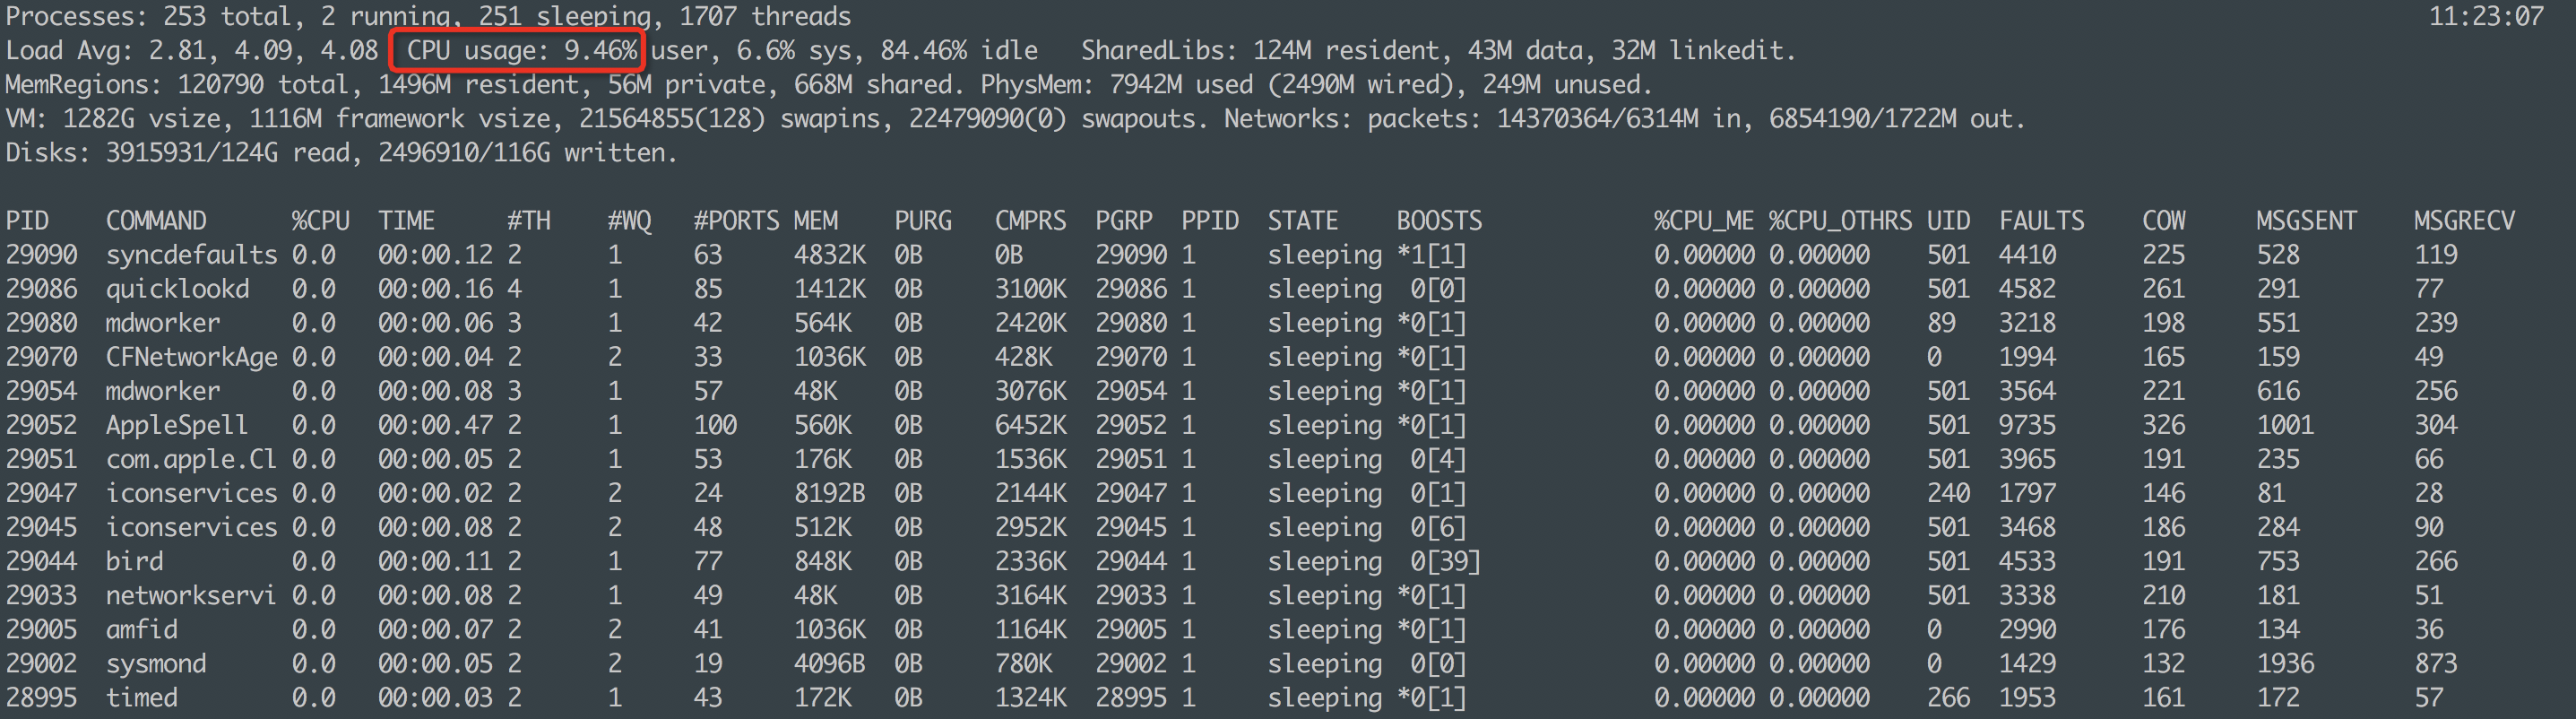 Processes: 253 total, 2 running, 251 sleeping, 1707 threads 11:23:07
Load Avg: 2.81, 4.09, 4.08 CPU usage: 9.46% user, 6.6% sys, 84.46% idle SharedLibs: 124M resident, 43M data, 32M linkedit.
MemRegions: 120790 total, 1496M resident, 56M private, 668M shared. PhysMem: 7942M used (2490M wired), 249M unused.
VM: 1282G vsize, 1116M framework vsize, 21564855(128) swapins, 22479090(0) swapouts. Networks: packets: 14370364/6314M in, 6854190/1722M out.
Disks: 3915931/124G read, 2496910/116G written.
PID COMMAND %CPU TIME #TH #WQ #PORTS MEM PURG CMPRS PGRP PPID STATE BOOSTS %CPU_ME %CPU_OTHRS UID FAULTS COW MSGSENT MSGRECV
29090 syncdefaults 0.0 00:00.12 2 1 63 4832K 0B 0B 29090 1 sleeping *1[1] 0.00000 0.00000 501 4410 225 528 119
29086 quicklookd 0.0 00:00.16 4 1 85 1412K 0B 3100K 29086 1 sleeping 0[0] 0.00000 0.00000 501 4582 261 291 77
29080 mdworker 0.0 00:00.06 3 1 42 564K 0B 2420K 29080 1 sleeping *0[1] 0.00000 0.00000 89 3218 198 551 239
29070 CFNetworkAge 0.0 00:00.04 2 2 33 1036K 0B 428K 29070 1 sleeping *0[1] 0.00000 0.00000 0 1994 165 159 49
29054 mdworker 0.0 00:00.08 3 1 57 48K 0B 3076K 29054 1 sleeping *0[1] 0.00000 0.00000 501 3564 221 616 256
29052 AppleSpell 0.0 00:00.47 2 1 100 560K 0B 6452K 29052 1 sleeping *0[1] 0.00000 0.00000 501 9735 326 1001 304
29051 com.apple.Cl 0.0 00:00.05 2 1 53 176K 0B 1536K 29051 1 sleeping 0[4] 0.00000 0.00000 501 3965 191 235 66
29047 iconservices 0.0 00:00.02 2 2 24 8192B 0B 2144K 29047 1 sleeping 0[1] 0.00000 0.00000 240 1797 146 81 28
29045 iconservices 0.0 00:00.08 2 2 48 512K 0B 2952K 29045 1 sleeping 0[6] 0.00000 0.00000 501 3468 186 284 90
29044 bird 0.0 00:00.11 2 1 77 848K 0B 2336K 29044 1 sleeping 0[39] 0.00000 0.00000 501 4533 191 753 266
29033 networkservi 0.0 00:00.08 2 1 49 48K 0B 3164K 29033 1 sleeping *0[1] 0.00000 0.00000 501 3338 210 181 51
29005 amfid 0.0 00:00.07 2 2 41 1036K 0B 1164K 29005 1 sleeping *0[1] 0.00000 0.00000 0 2990 176 134 36
29002 sysmond 0.0 00:00.05 2 2 19 4096B 0B 780K 29002 1 sleeping 0[0] 0.00000 0.00000 0 1429 132 1936 873
28995 timed 0.0 00:00.03 2 1 43 172K 0B 1324K 28995 1 sleeping *0[1] 0.00000 0.00000 266 1953 161 172 57